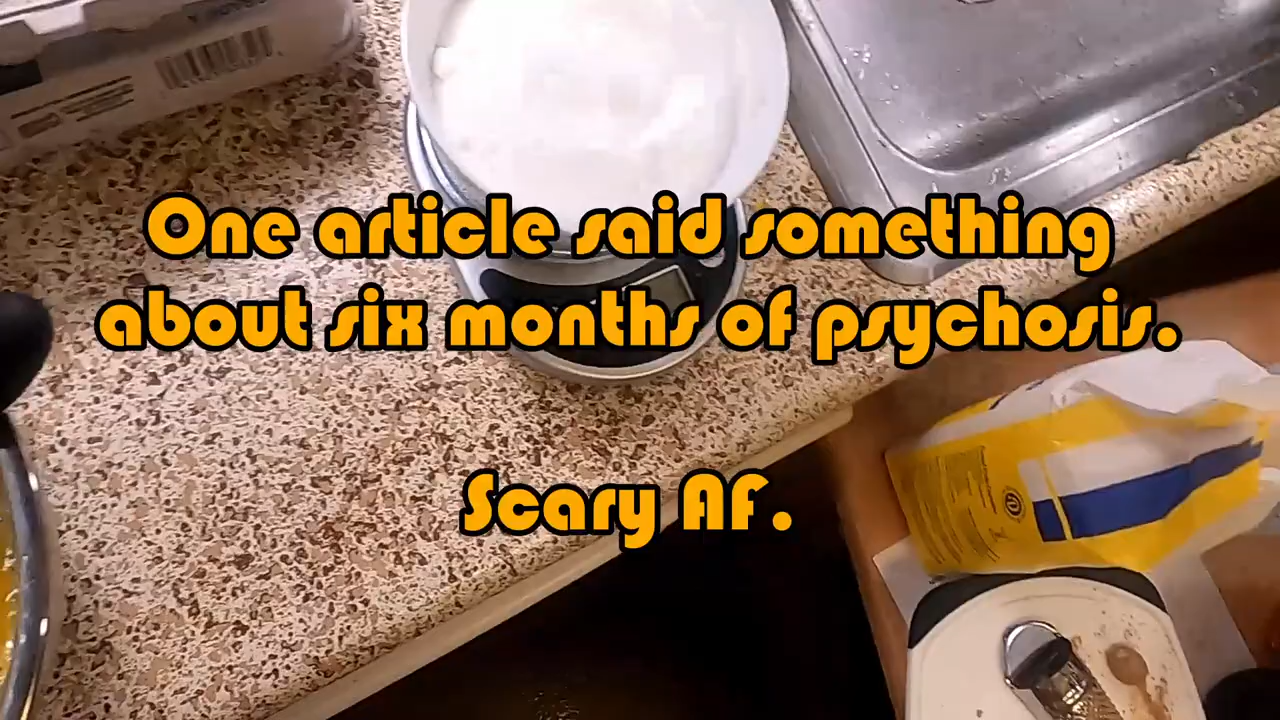 One article said something
about six months of psychosis.
Scary AF.